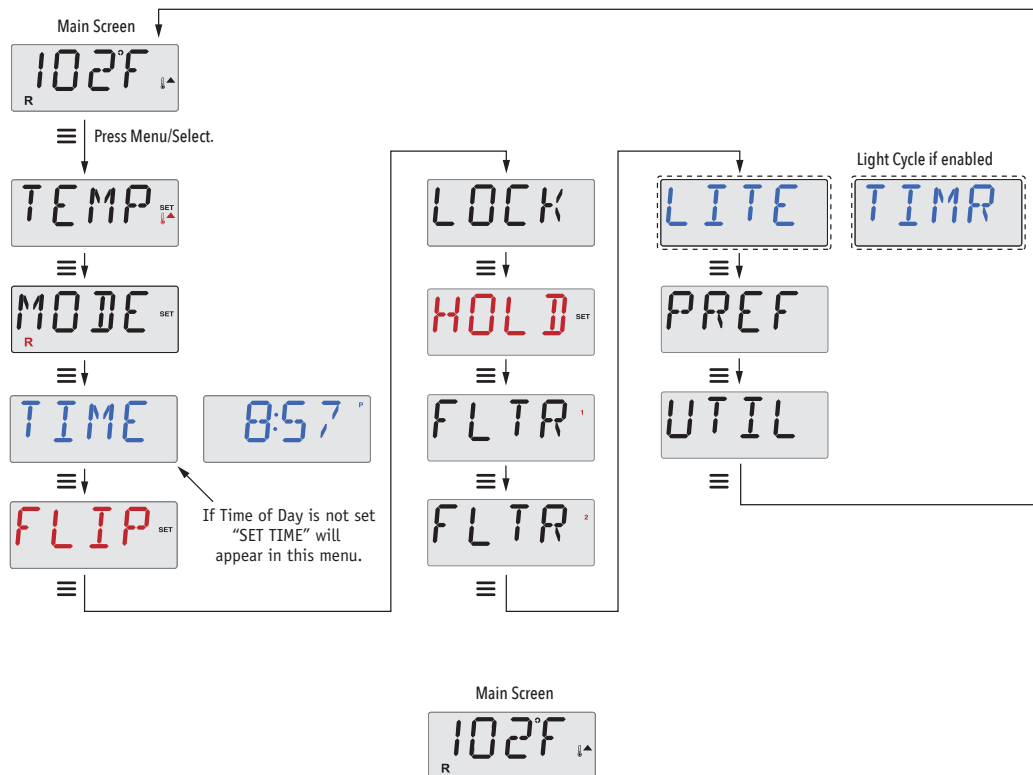 Main Screen
102°F
R
Press Menu/Select.
TEMP SET
MODE SET
R
TIME
8:57 P
FLIP SET
If Time of Day is not set
“SET TIME” will
appear in this menu.
LOCK
HOLD SET
FLTR 1
FLTR 2
LITE
Light Cycle if enabled
TIMR
PREF
UTIL
Main Screen
102°F
R